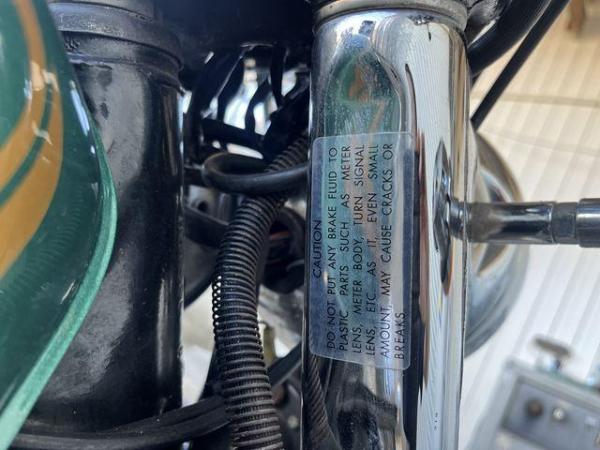 CAUTION
DO NOT PUT ANY BRAKE FLUID TO
PLASTIC PARTS SUCH AS METER
LENS, METER BODY, TURN SIGNAL
LENS, ETC AS IT, EVEN SMALL
AMOUNT, MAY CAUSE CRACKS OR
BREAKS